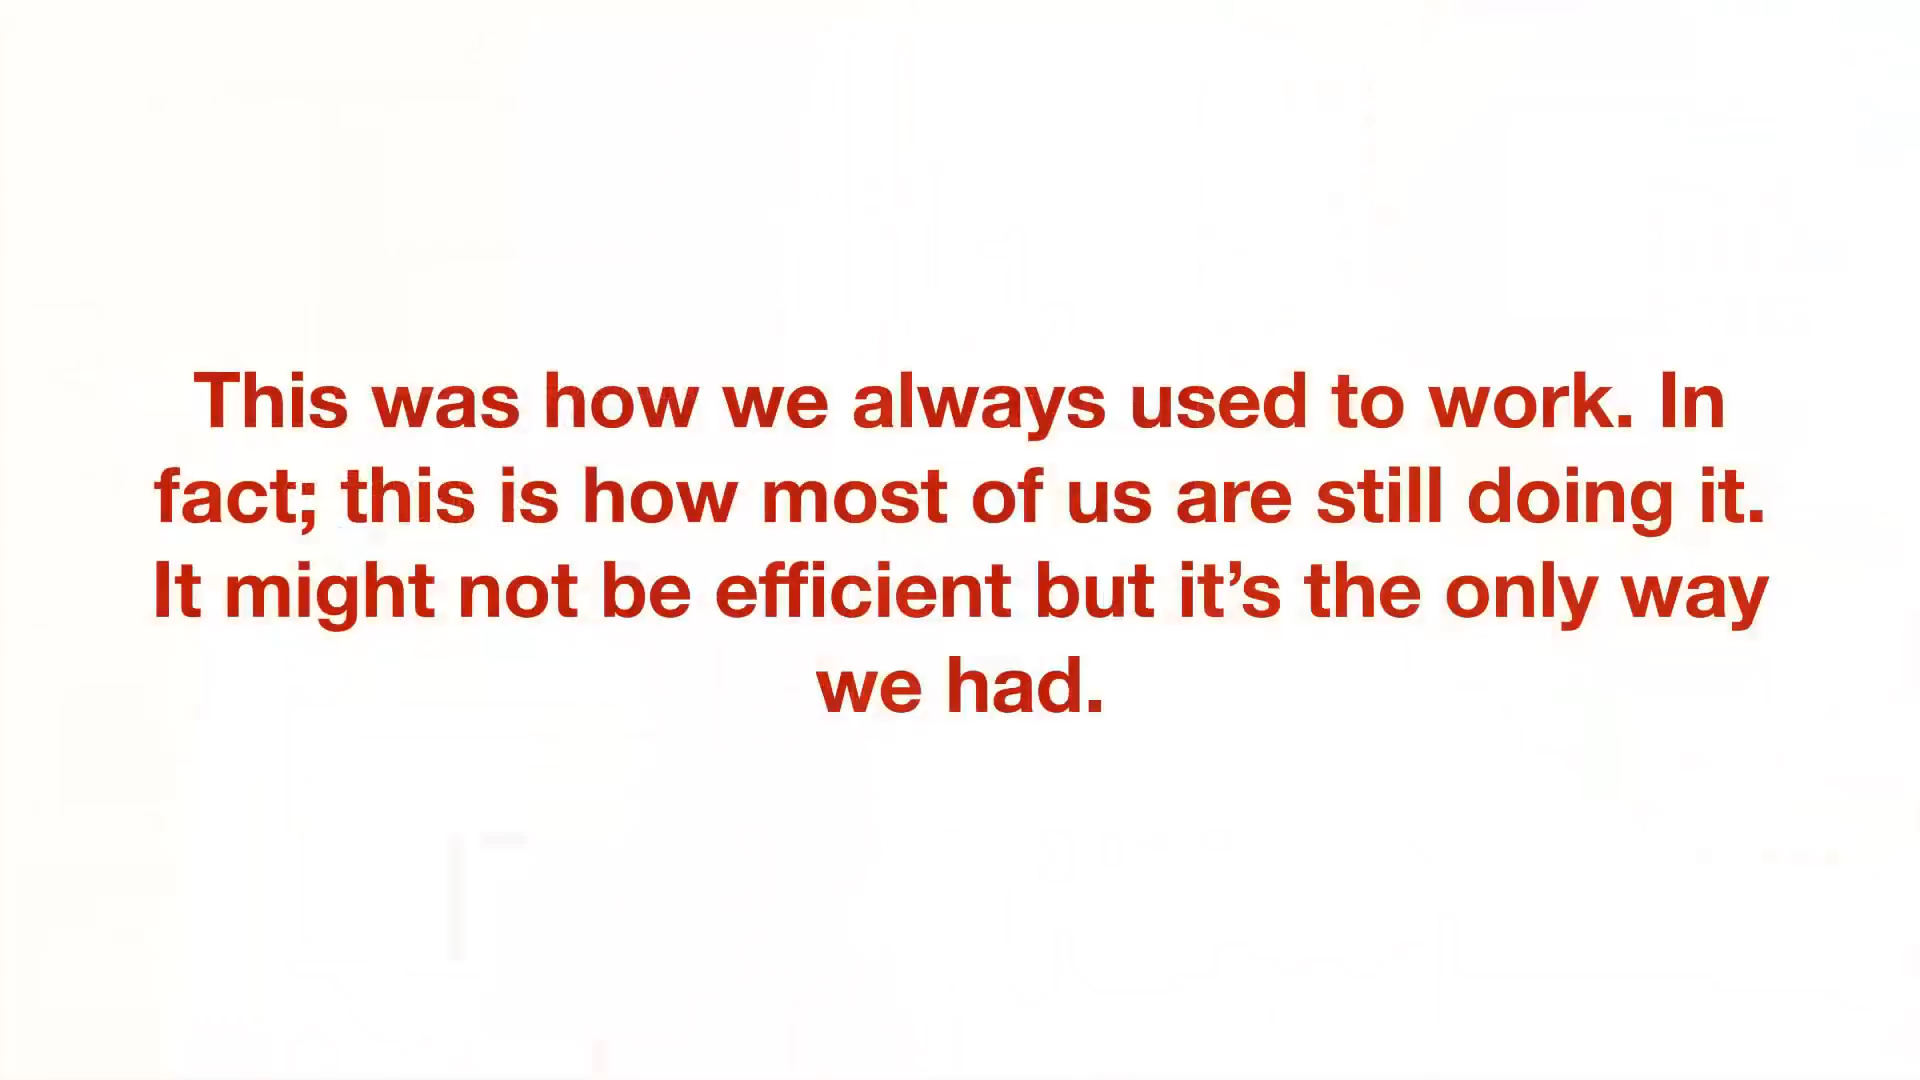 This was how we always used to work. In
fact; this is how most of us are still doing it.
It might not be efficient but it’s the only way
we had.